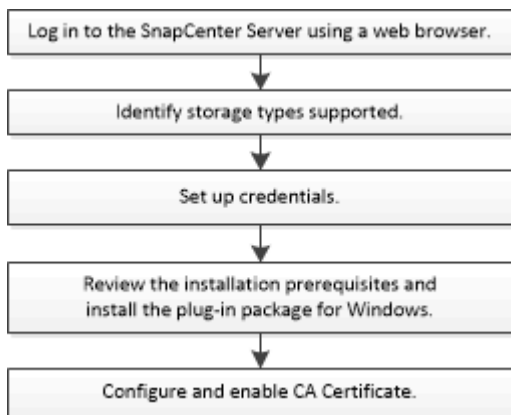 Log in to the SnapCenter Server using a web browser.
Identify storage types supported.
Set up credentials.
Review the installation prerequisites and
install the plug-in package for Windows.
Configure and enable CA Certificate.